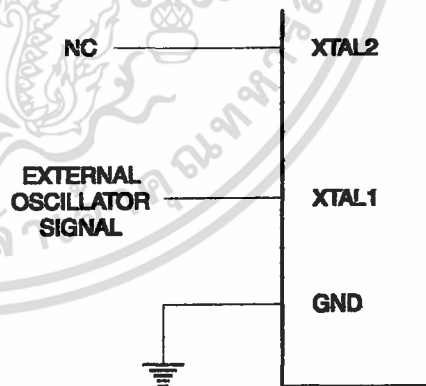 NC
XTAL2
EXTERNAL
OSCILLATOR
SIGNAL
XTAL1
GND